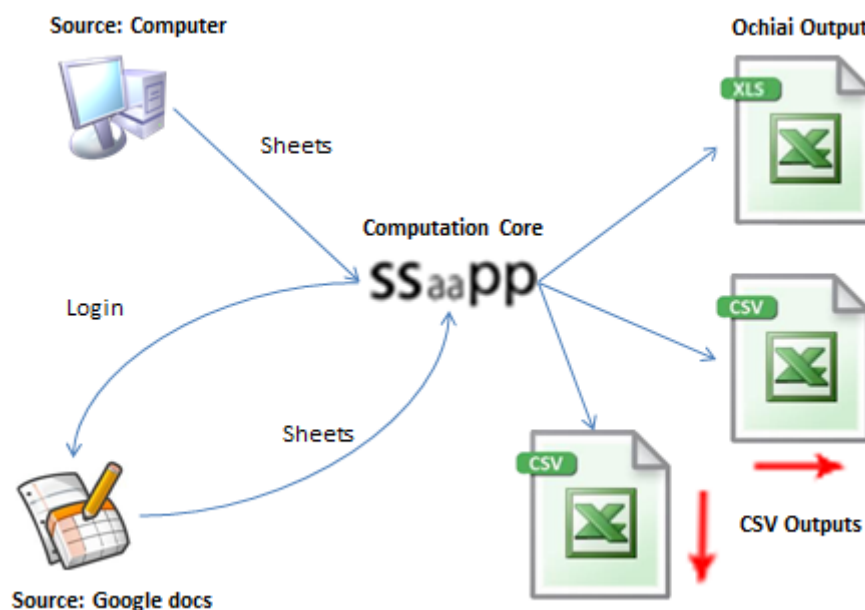 Source: Computer
Ochiai Output
XLS
Sheets
Computation Core
ssaapp
Login
CSV
Sheets
CSV
CSV Outputs
Source: Google docs